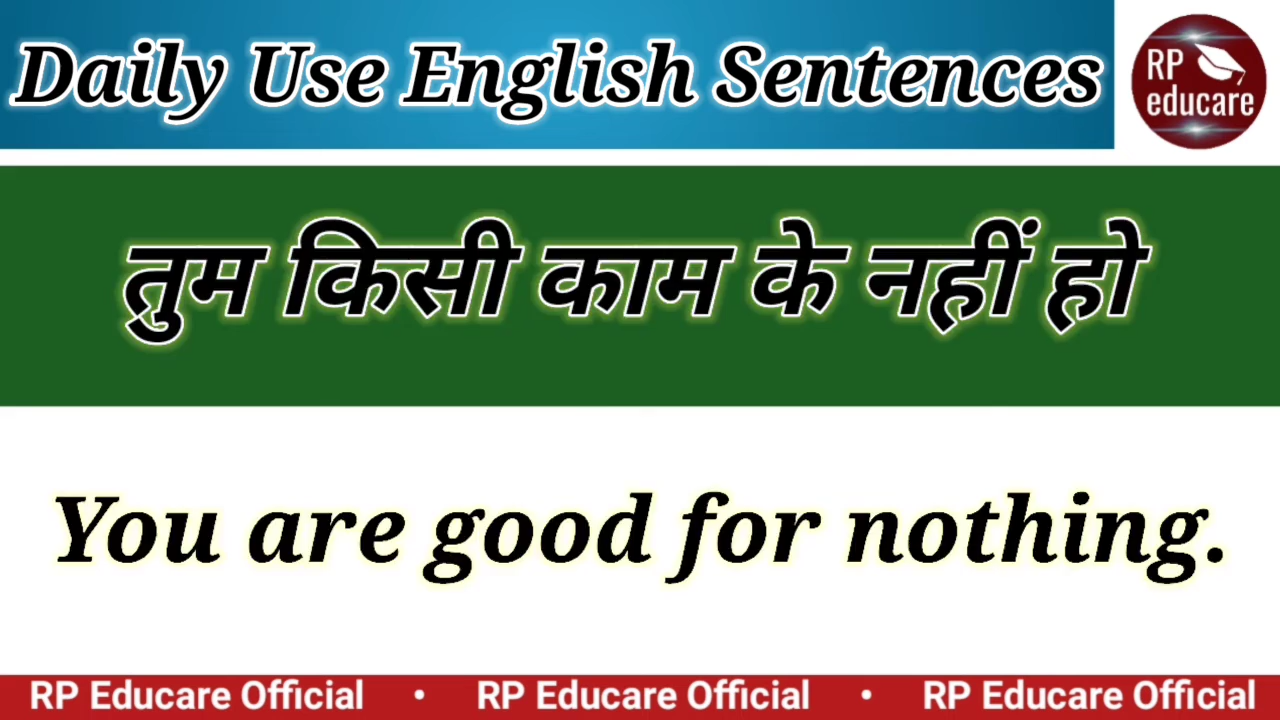 Daily Use English Sentences
RP
educare
तुम किसी काम के नहीं हो
You are good for nothing.
RP Educare Official • RP Educare Official • RP Educare Official